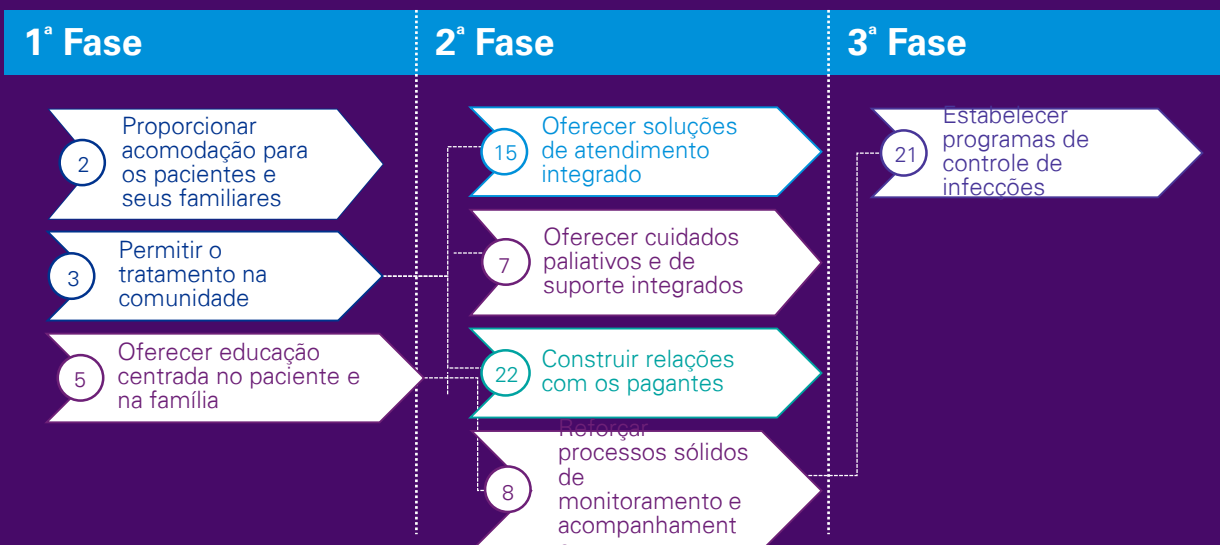 1ª Fase
2
Proporcionar
acomodação para
os pacientes e
seus familiares
3
Permitir o
tratamento na
comunidade
5
Oferecer educação
centrada no paciente e
na família
2ª Fase
15
Oferecer soluções
de atendimento
integrado
7
Oferecer cuidados
paliativos e de
suporte integrados
22
Construir relações
com os pagantes
8
Reforçar
processos sólidos
de
monitoramento e
acompanhament
3ª Fase
21
Estabelecer
programas de
controle de
infecções